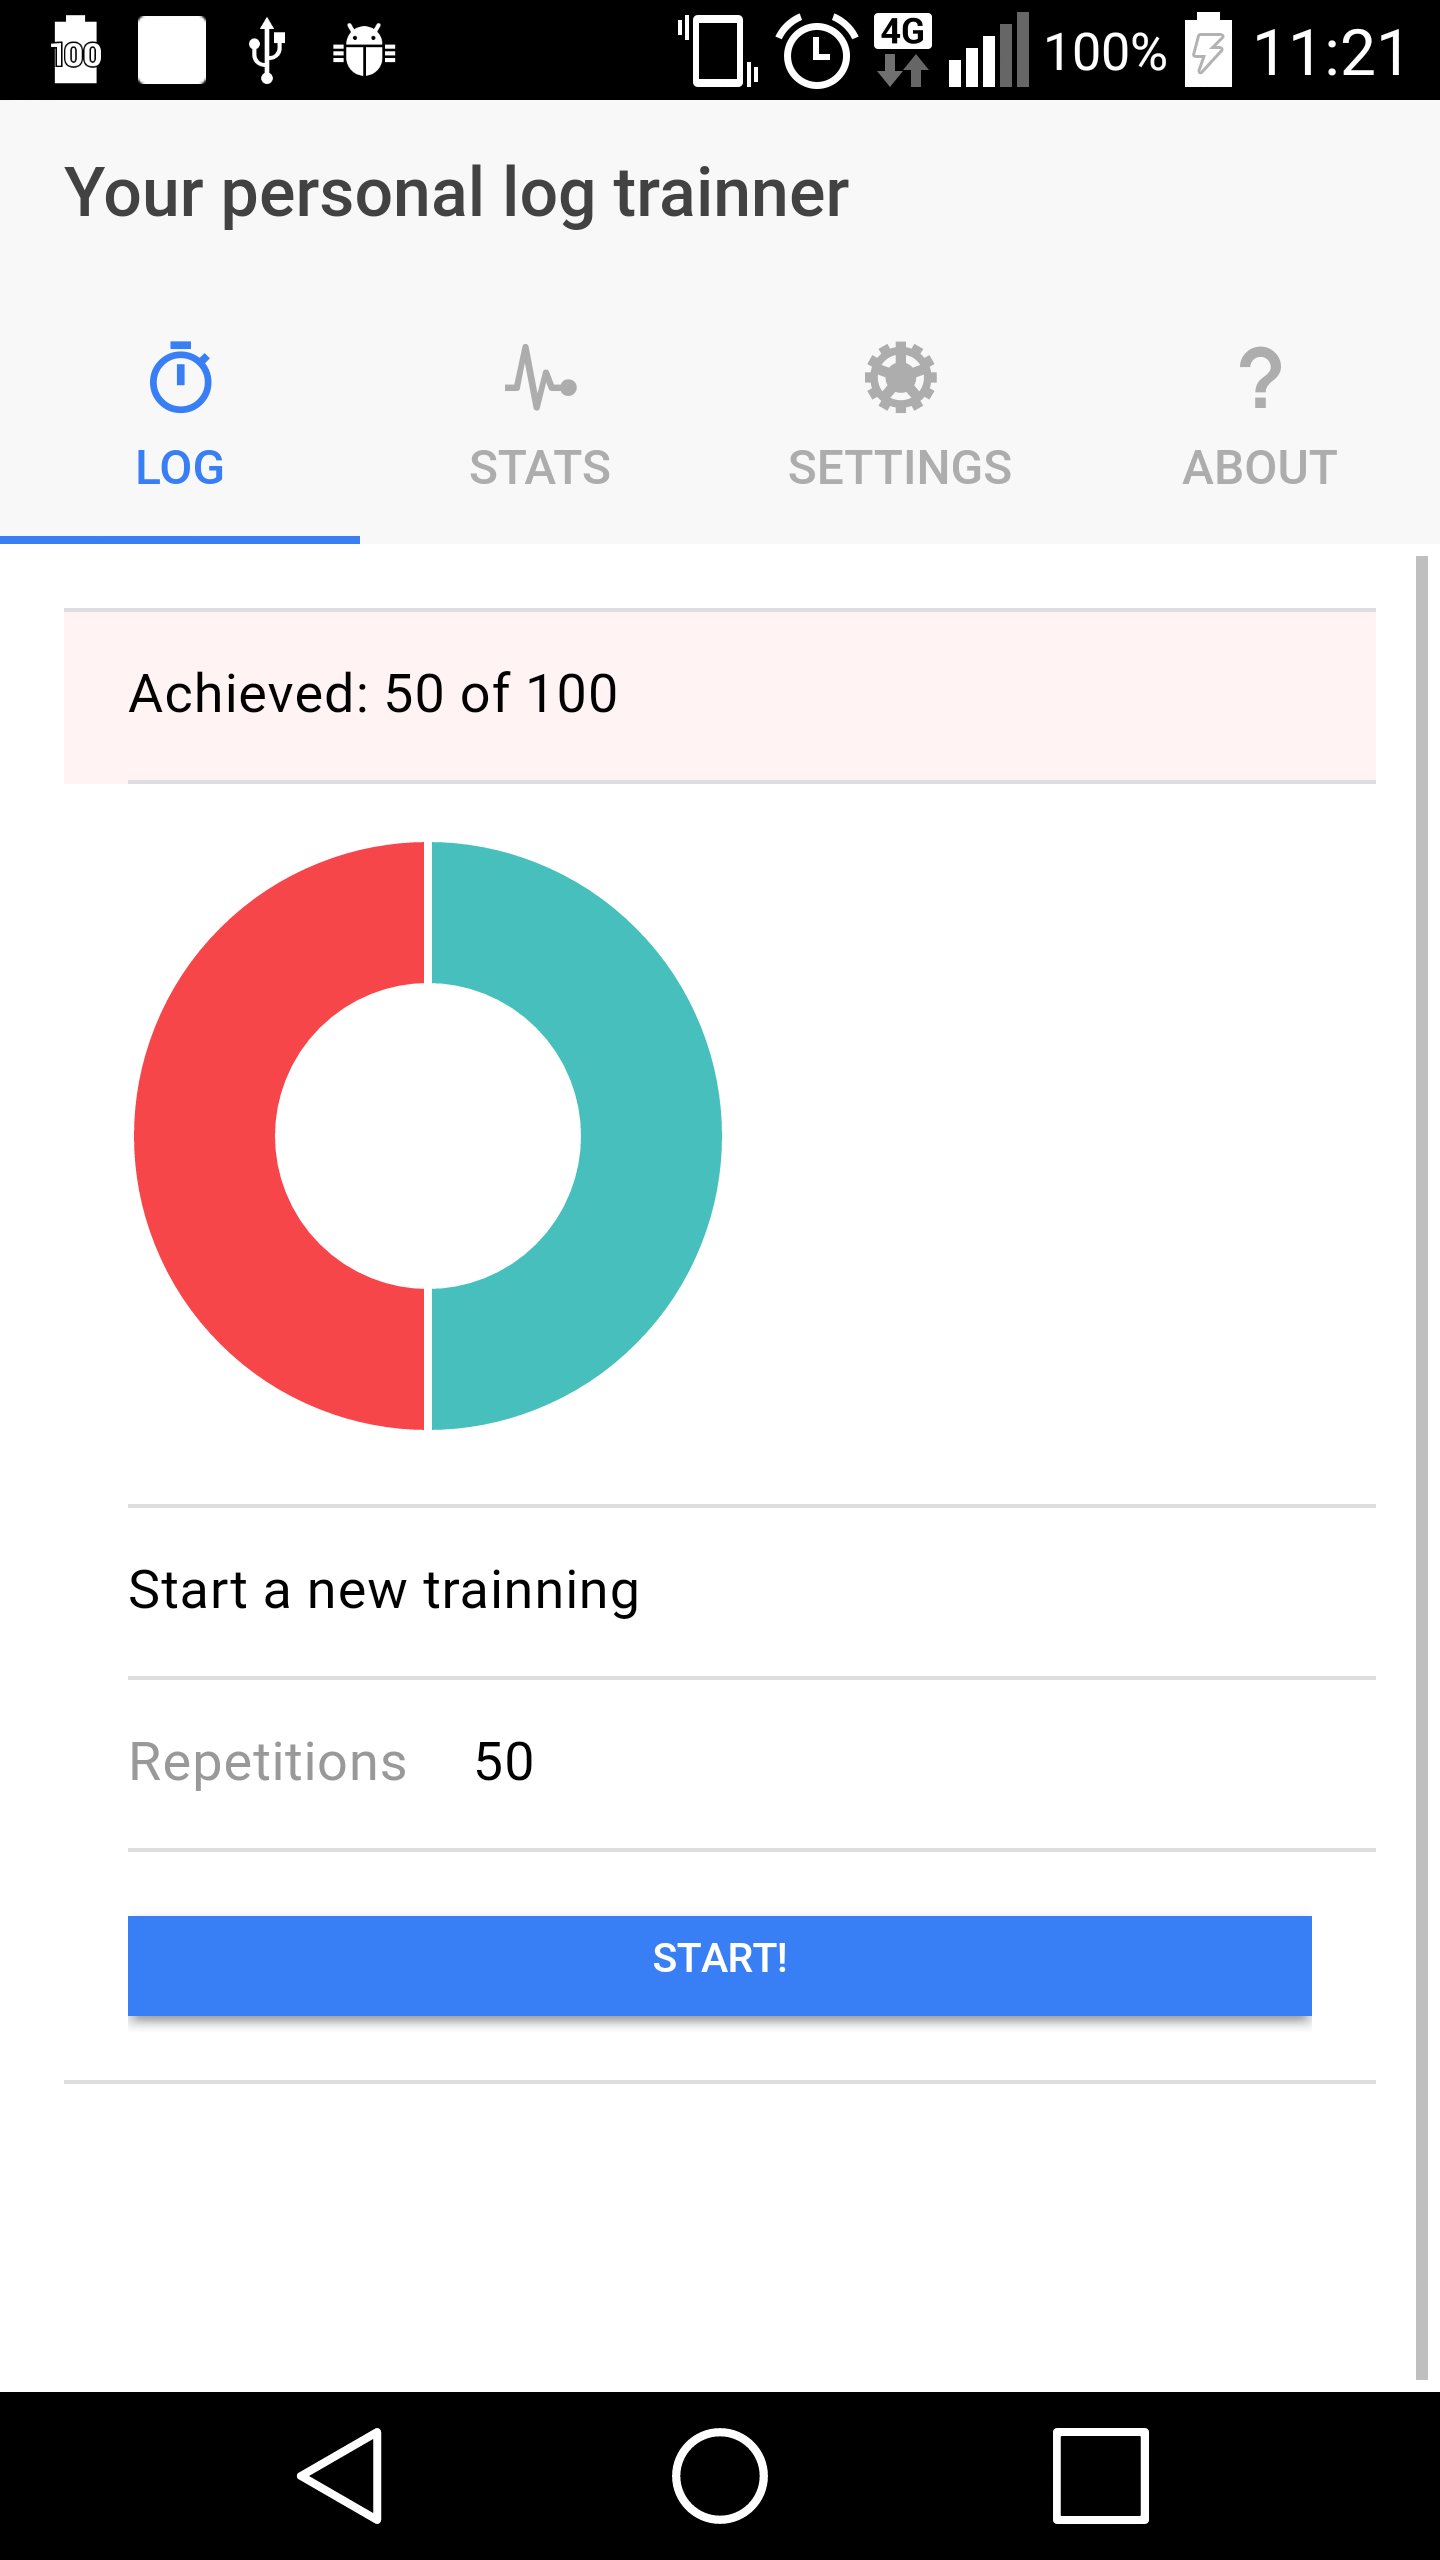 100 4G 100% 11:21
Your personal log trainner
LOG STATS SETTINGS ABOUT
Achieved: 50 of 100
Start a new trainning
Repetitions 50
START!